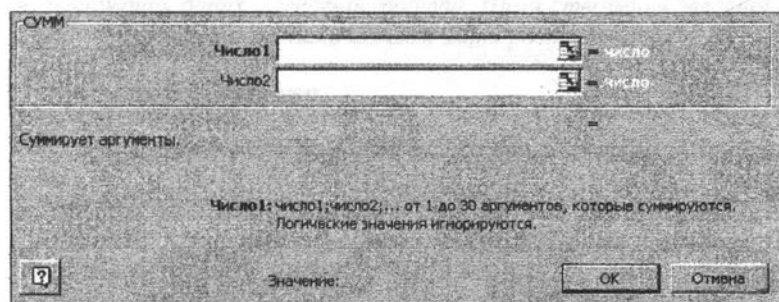 СУММ
Число1 = число
Число2 = число
=
Суммирует аргументы.
Число1: число1;число2;... от 1 до 30 аргументов, которые суммируются.
Логические значения игнорируются.
Значение:
ОК
Отмена